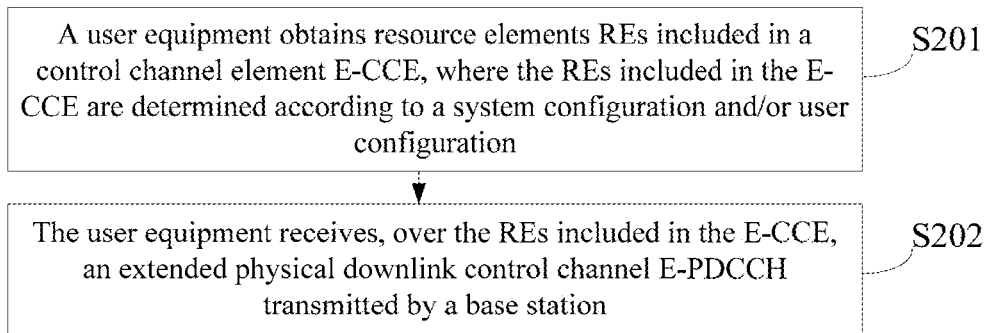 A user equipment obtains resource elements REs included in a
control channel element E-CCE, where the REs included in the E-
CCE are determined according to a system configuration and/or user
configuration
S201
The user equipment receives, over the REs included in the E-CCE,
an extended physical downlink control channel E-PDCCH
transmitted by a base station
S202